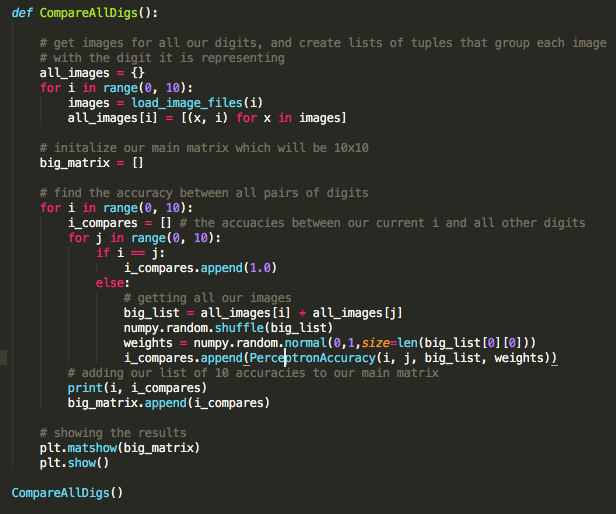 def CompareAllDigs():
# get images for all our digits, and create lists of tuples that group each image
# with the digit it is representing
all_images = {}
for i in range(0, 10):
images = load_image_files(i)
all_images[i] = [(x, i) for x in images]
# initalize our main matrix which will be 10x10
big_matrix = []
# find the accuracy between all pairs of digits
for i in range(0, 10):
i_compares = [] # the accuacies between our current i and all other digits
for j in range(0, 10):
if i == j:
i_compares.append(1.0)
else:
# getting all our images
big_list = all_images[i] + all_images[j]
numpy.random.shuffle(big_list)
weights = numpy.random.normal(0,1,size=len(big_list[0][0]))
i_compares.append(PerceptronAccuracy(i, j, big_list, weights))
# adding our list of 10 accuracies to our main matrix
print(i, i_compares)
big_matrix.append(i_compares)
# showing the results
plt.matshow(big_matrix)
plt.show()
CompareAllDigs()